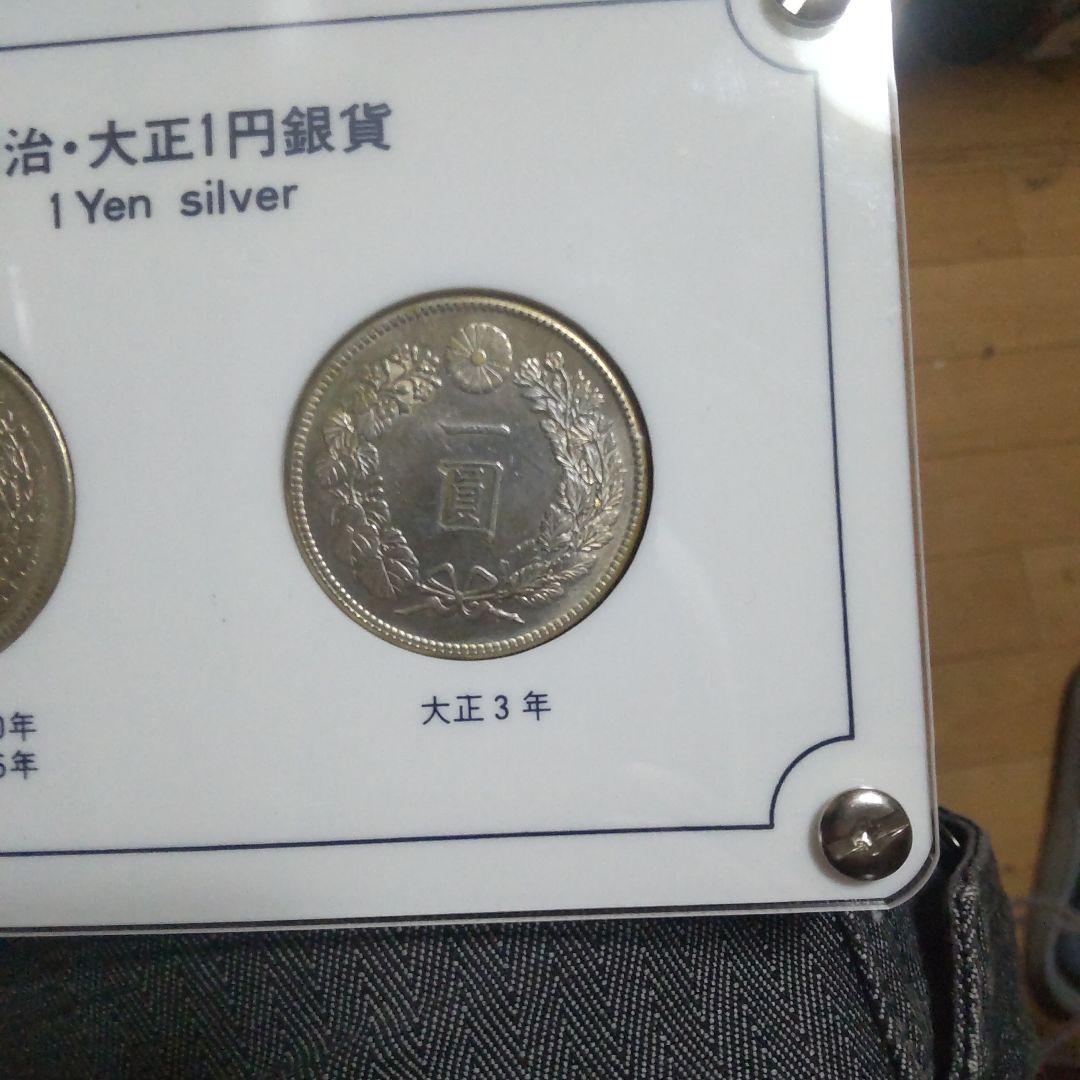 治・大正1円銀貨
1 Yen silver
一
圓
大正3年
0年
6年